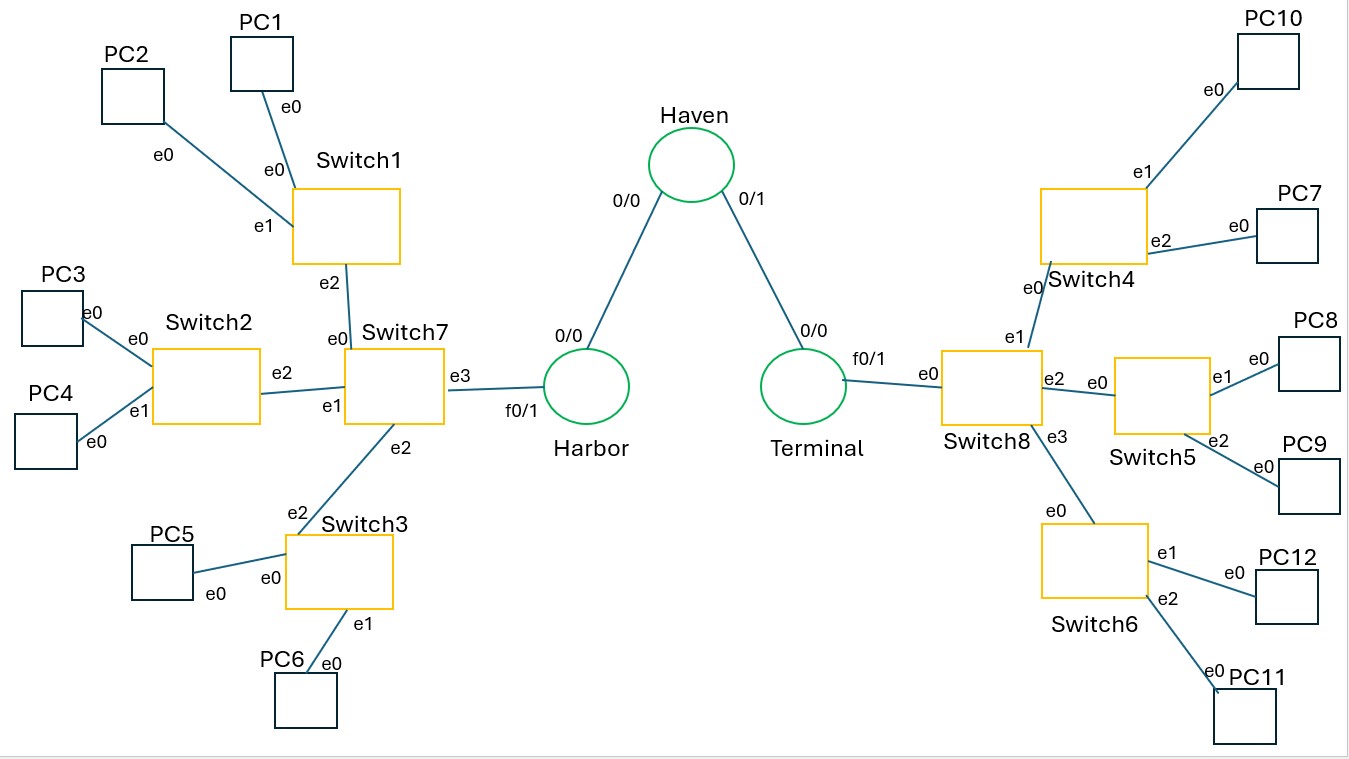 PC10
PC1
PC2
e0
e0
Haven
e0
Switch1
e0
e1
PC7
0/0
0/1
e1
e0
e2
PC3
e2
e0
Switch4
e0
Switch2
e0
e0
Switch7
0/0
0/0
e1
PC8
e2
e3
f0/1
e0
e2
e0
e1
e0
PC4
e1
e1
f0/1
e0
e2
Harbor
Terminal
Switch8
e3
Switch5
e2
PC9
e0
e2
Switch3
e0
PC5
e0
e0
e1
PC12
e0
e1
e2
Switch6
PC6
e0
e0
PC11